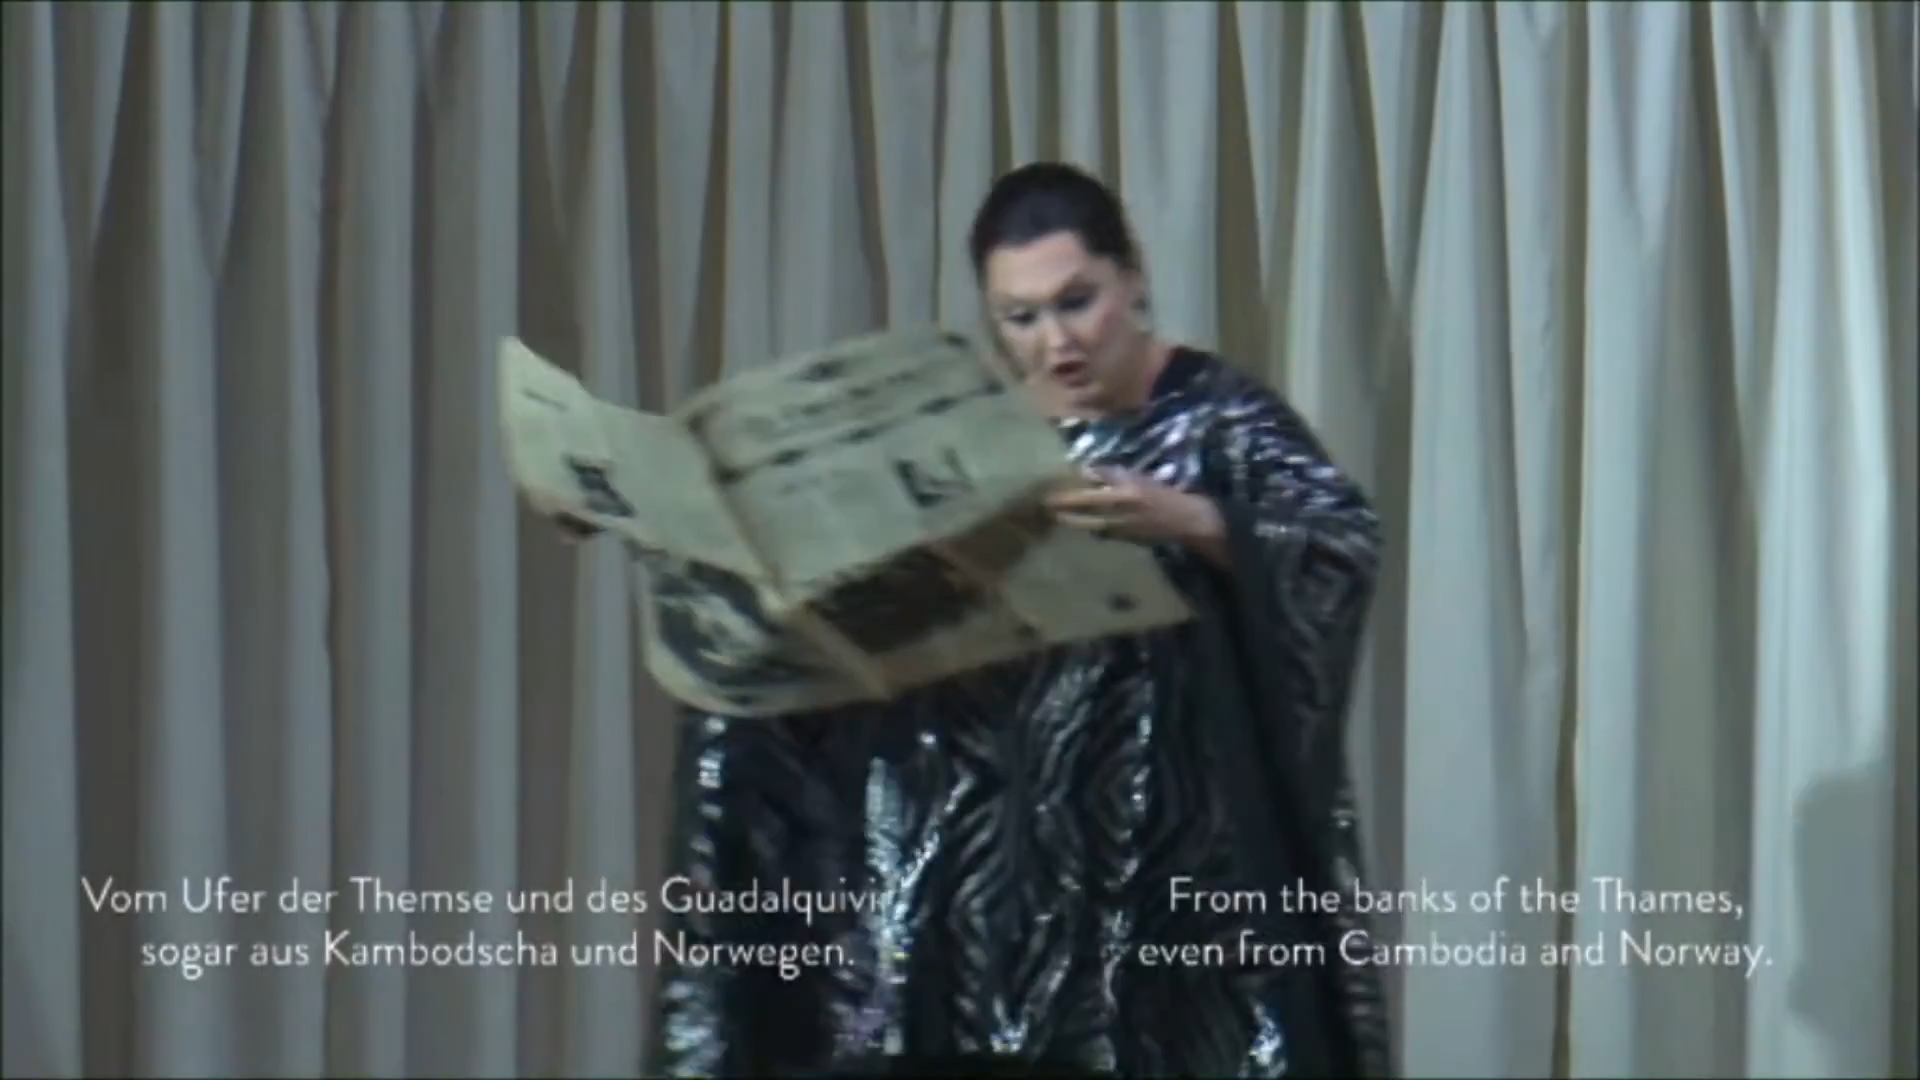 Vom Ufer der Themse und des Guadalquivir
sogar aus Kambodscha und Norwegen.
From the banks of the Thames,
even from Cambodia and Norway.